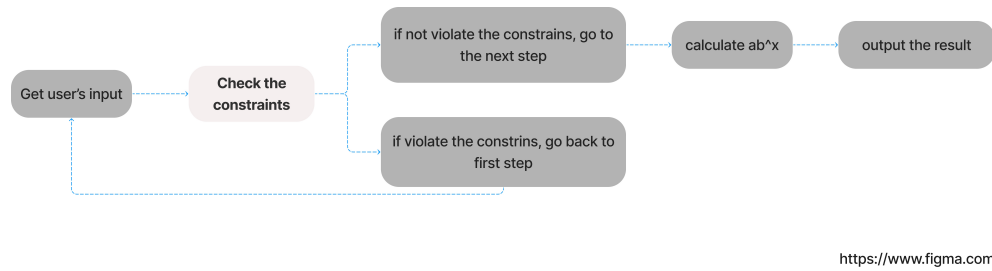 Get user's input
Check the
constraints
if not violate the constrains, go to
the next step
calculate ab^x
output the result
if violate the constrins, go back to
first step
https://www.figma.com